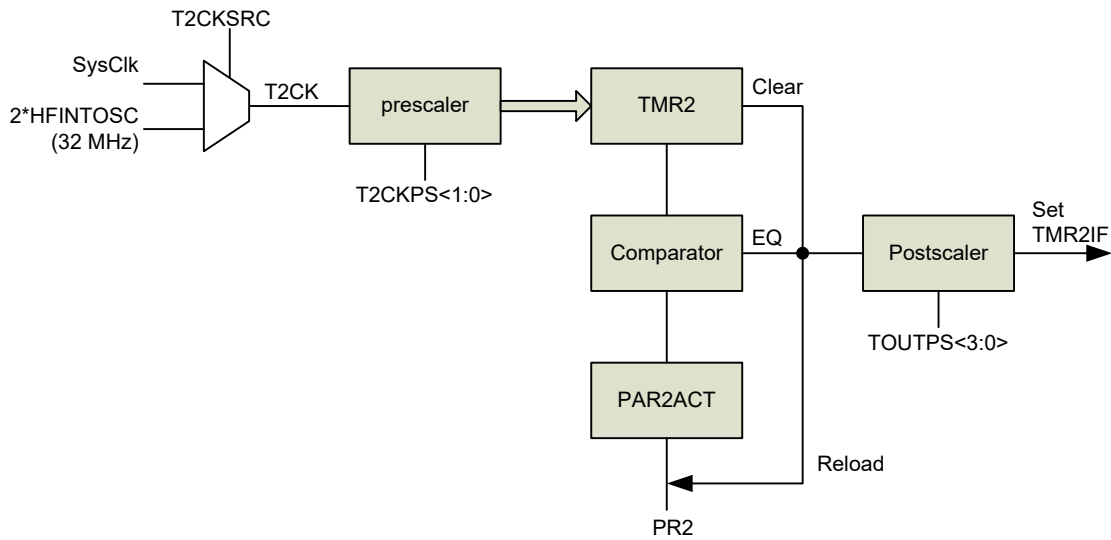 T2CKSRC
SysClk
2*HFINTOSC
(32 MHz)
T2CK
prescaler
T2CKPS<1:0>
TMR2
Clear
Comparator
EQ
Postscaler
Set
TMR2IF
TOUTPS<3:0>
PAR2ACT
Reload
PR2